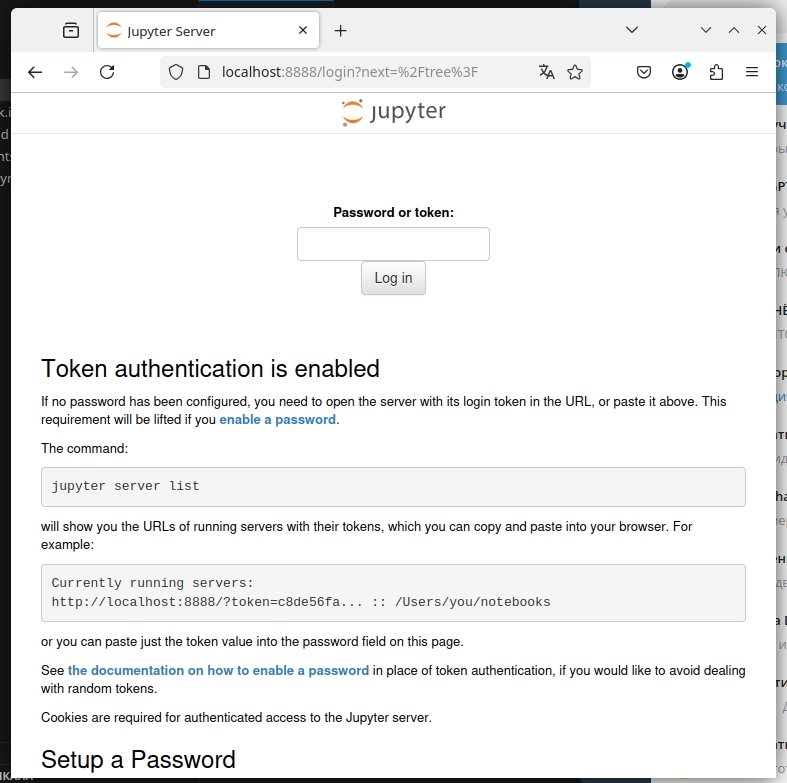 Jupyter Server
localhost:8888/login?next=%2Ftree%3F
jupyter
Password or token:
Log in
Token authentication is enabled
If no password has been configured, you need to open the server with its login token in the URL, or paste it above. This
requirement will be lifted if you enable a password.
The command:
jupyter server list
will show you the URLs of running servers with their tokens, which you can copy and paste into your browser. For
example:
Currently running servers:
http://localhost:8888/?token=c8de56fa... :: /Users/you/notebooks
or you can paste just the token value into the password field on this page.
See the documentation on how to enable a password in place of token authentication, if you would like to avoid dealing
with random tokens.
Cookies are required for authenticated access to the Jupyter server.
Setup a Password